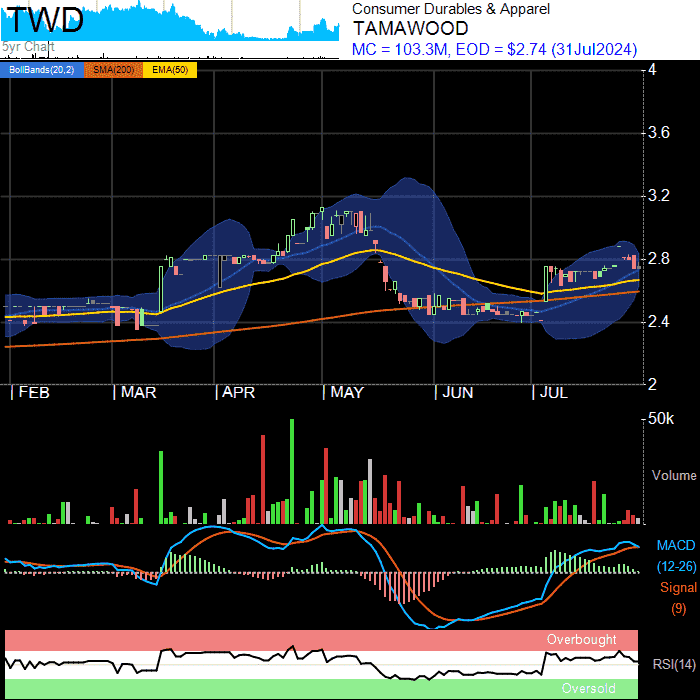 TWD
5yr Chart
Consumer Durables & Apparel
TAMAWOOD
MC = 103.3M, EOD = $2.74 (31Jul2024)
BollBands(20,2) SMA(200) EMA(50)
4
3.6
3.2
2.8
2.4
2
FEB MAR APR MAY JUN JUL
50k
Volume
MACD
(12-26)
Signal
(9)
Overbought
RSI(14)
Oversold